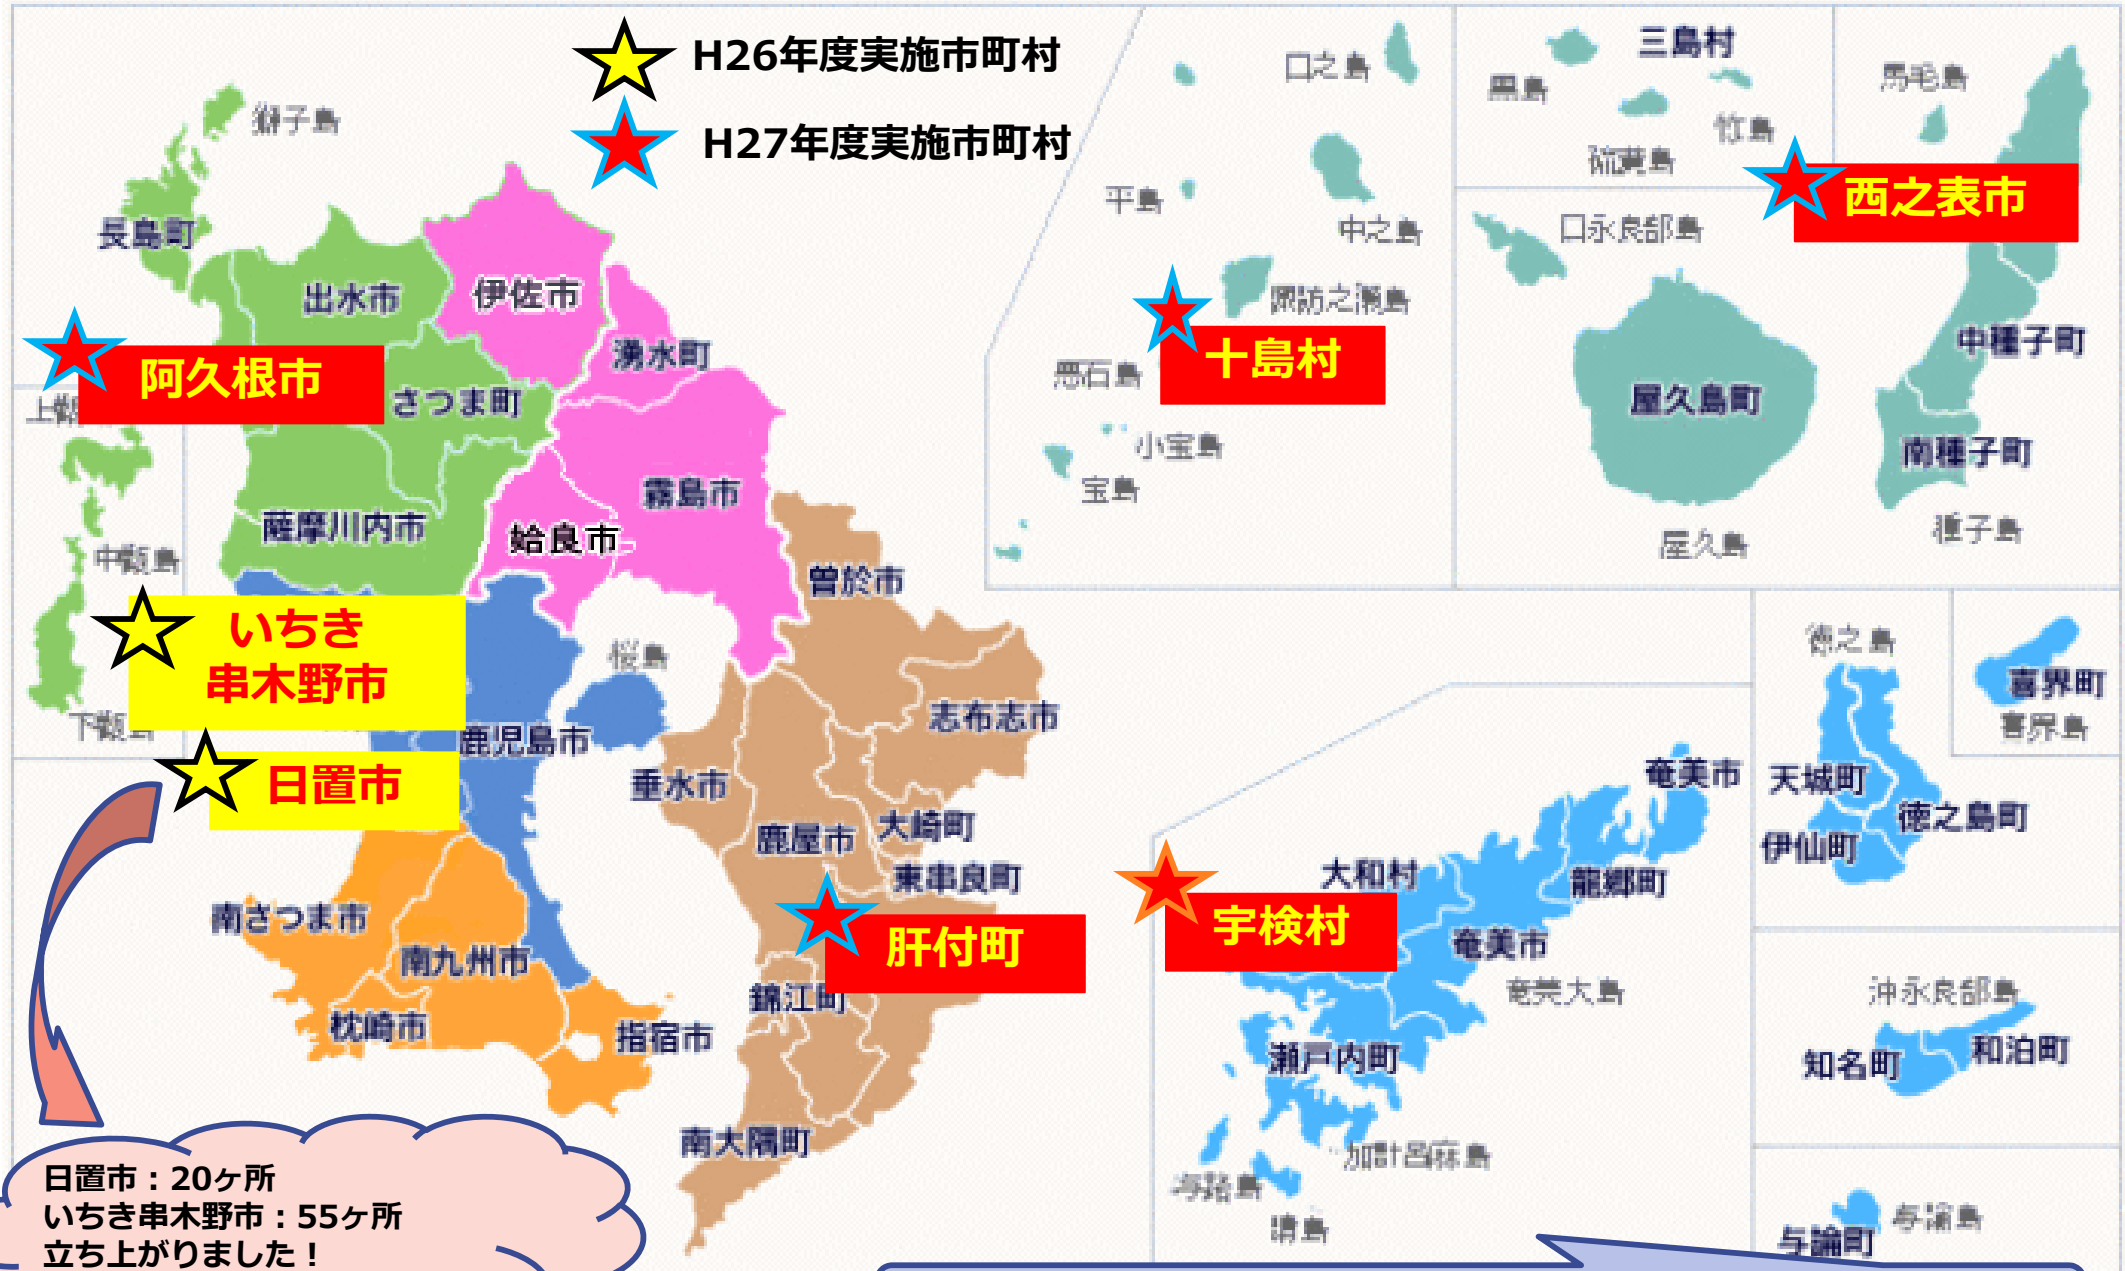 H26年度実施市町村
H27年度実施市町村
獅子島
長島町
出水市
伊佐市
湧水町
阿久根市
さつま町
上甑
霧島市
薩摩川内市
姶良市
中甑島
曽於市
いちき
串木野市
桜島
下甑島
鹿児島市
日置市
志布志市
垂水市
大崎町
鹿屋市
東串良町
南さつま市
肝付町
南九州市
錦江町
枕崎市
指宿市
南大隅町
口之島
平島
中之島
諏訪之瀬島
十島村
悪石島
小宝島
宝島
三島村
黒島
竹島
硫黄島
馬毛島
西之表市
口永良部島
中種子町
屋久島町
南種子町
屋久島
種子島
徳之島
喜界町
喜界島
奄美市
天城町
徳之島町
伊仙町
大和村
龍郷町
宇検村
奄美市
奄美大島
沖永良部島
瀬戸内町
知名町
和泊町
加計呂麻島
与路島
請島
与論島
与論町
日置市：20ヶ所
いちき串木野市：55ヶ所
立ち上がりました！